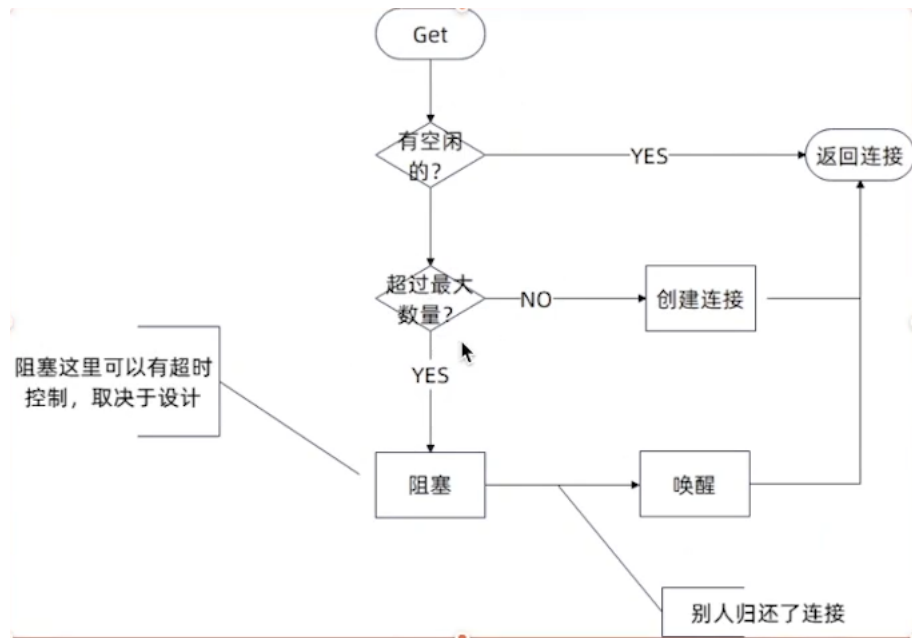 Get
有空闲
的?
YES
返回连接
超过最大
数量?
NO
创建连接
阻塞这里可以有超时
控制，取决于设计
YES
阻塞
唤醒
别人归还了连接